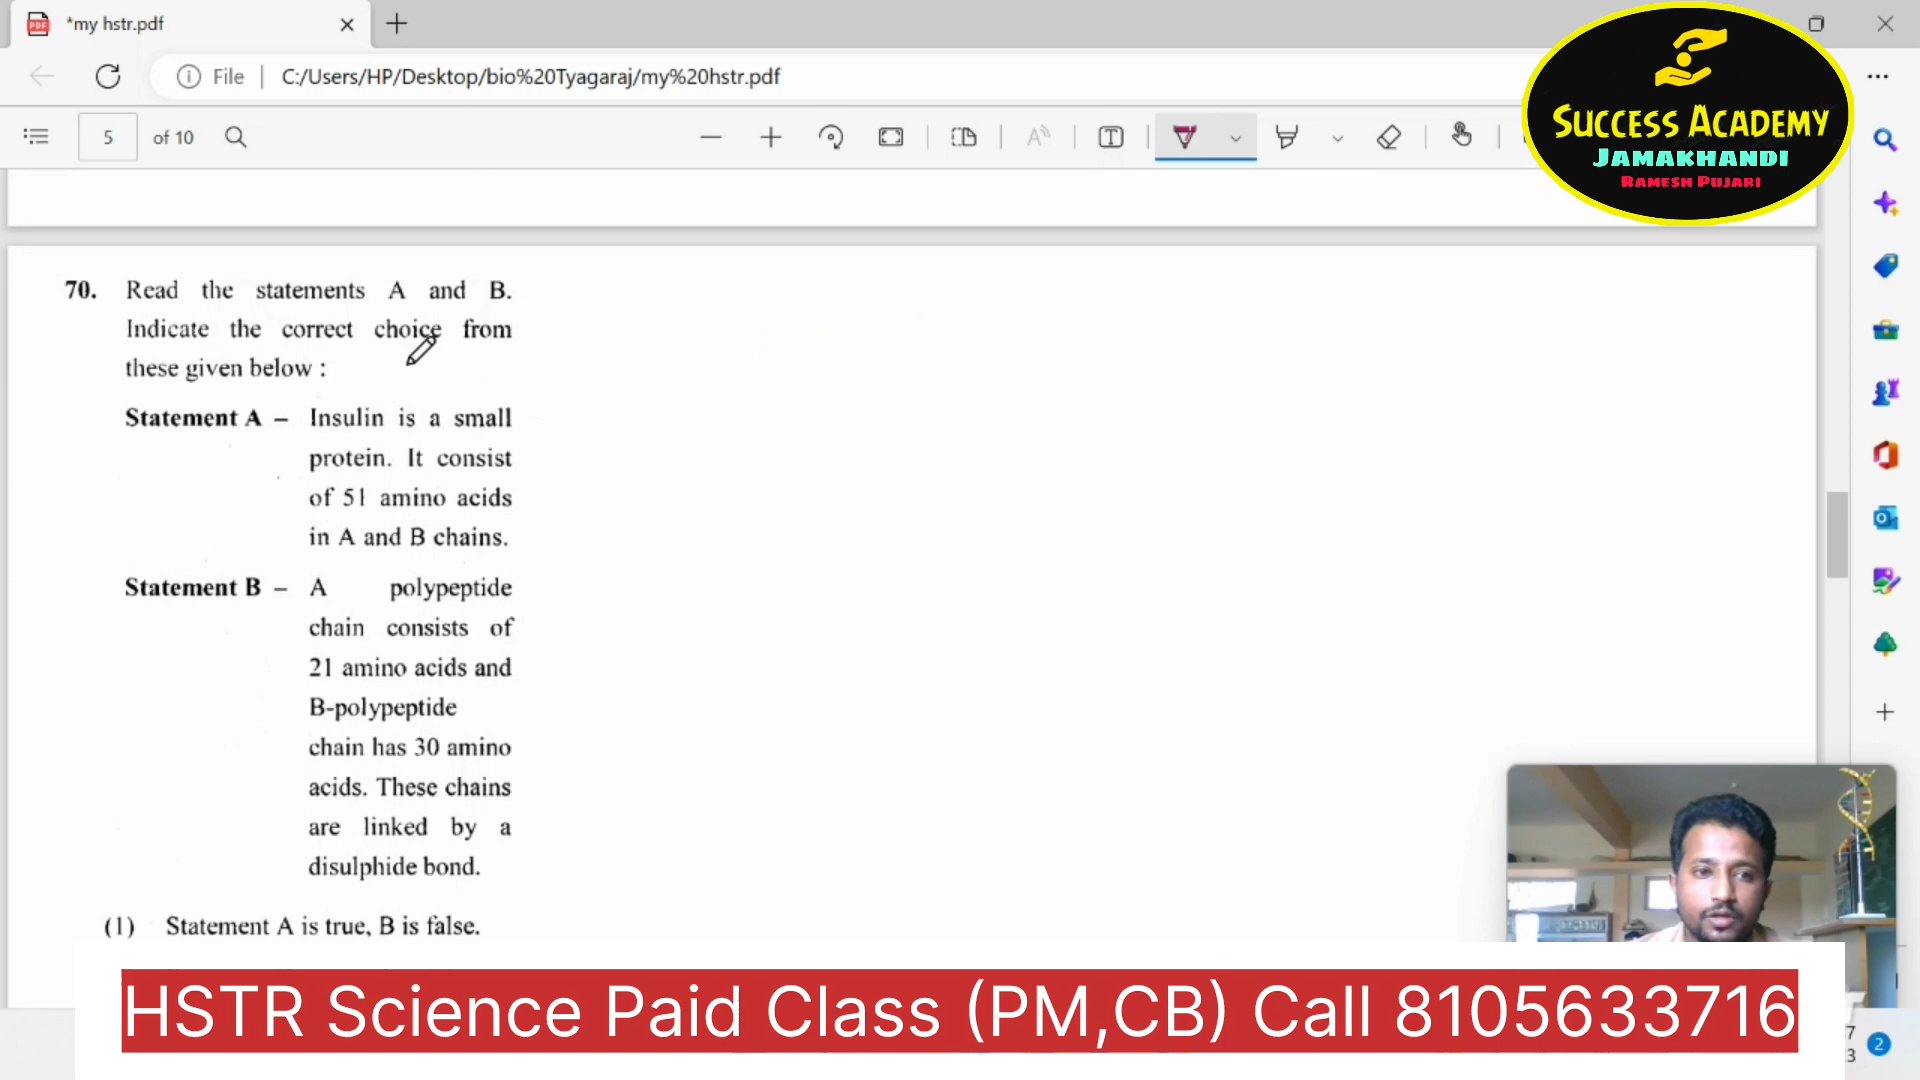 *my hstr.pdf
File
C:/Users/HP/Desktop/bio%20Tyagaraj/my%20hstr.pdf
5 of 10
SUCCESS ACADEMY
JAMAKHANDI
RAMESH PUJARI
70. Read the statements A and B.
Indicate the correct choice from
these given below :
Statement A – Insulin is a small
protein. It consist
of 51 amino acids
in A and B chains.
Statement B – A polypeptide
chain consists of
21 amino acids and
B-polypeptide
chain has 30 amino
acids. These chains
are linked by a
disulphide bond.
(1) Statement A is true, B is false.
HSTR Science Paid Class (PM,CB) Call 8105633716
7
3
2